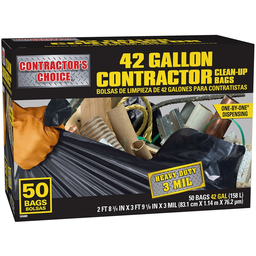 CONTRACTOR'S
CHOICE
42 GALLON
CONTRACTOR CLEAN-UP
BAGS
BOLSAS DE LIMPIEZA DE 42 GALONES PARA CONTRATISTAS
ONE-BY-ONE
DISPENSING
HEAVY DUTY
3-MIL
50
BAGS
BOLSAS
50 BAGS 42 GAL (158 L)
2 FT 8 3/4 IN X 3 FT 9 1/8 IN X 3 MIL (83.1 cm X 1.14 m X 76.2 µm)